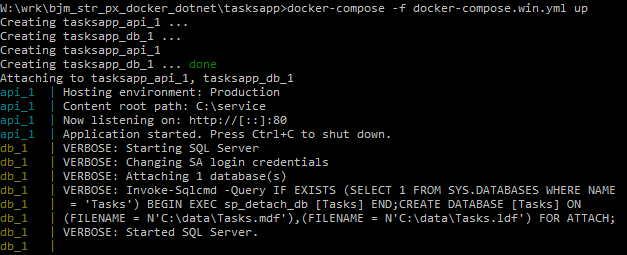 W:\wrk\bjm_str_px_docker_dotnet\tasksapp>docker-compose -f docker-compose.win.yml up
Creating tasksapp_api_1 ...
Creating tasksapp_db_1 ...
Creating tasksapp_api_1
Creating tasksapp_db_1 ... done
Attaching to tasksapp_api_1, tasksapp_db_1
api_1  | Hosting environment: Production
api_1  | Content root path: C:\service
api_1  | Now listening on: http://[::]:80
api_1  | Application started. Press Ctrl+C to shut down.
db_1   | VERBOSE: Starting SQL Server
db_1   | VERBOSE: Changing SA login credentials
db_1   | VERBOSE: Attaching 1 database(s)
db_1   | VERBOSE: Invoke-Sqlcmd -Query IF EXISTS (SELECT 1 FROM SYS.DATABASES WHERE NAME
db_1   |  = 'Tasks') BEGIN EXEC sp_detach_db [Tasks] END;CREATE DATABASE [Tasks] ON
db_1   | (FILENAME = N'C:\data\Tasks.mdf'),(FILENAME = N'C:\data\Tasks.ldf') FOR ATTACH;
db_1   | VERBOSE: Started SQL Server.
db_1   |